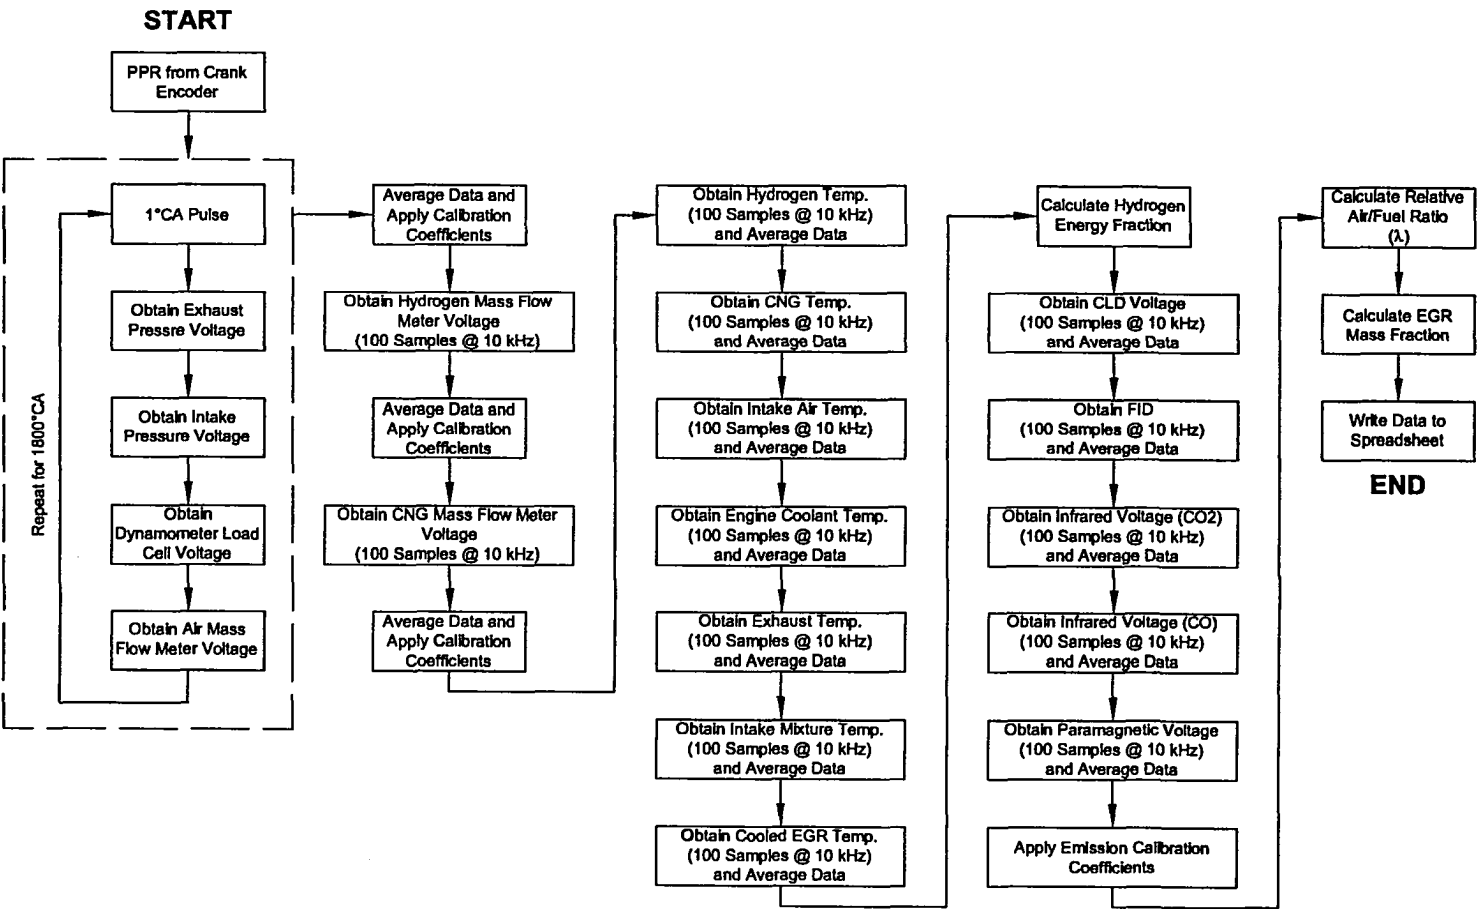 START
PPR from Crank
Encoder
1°CA Pulse
Obtain Exhaust
Pressre Voltage
Obtain Intake
Pressure Voltage
Obtain
Dynamometer Load
Cell Voltage
Obtain Air Mass
Flow Meter Voltage
Repeat for 1800°CA
Average Data and
Apply Calibration
Coefficients
Obtain Hydrogen Mass Flow
Meter Voltage
(100 Samples @ 10 kHz)
Average Data and
Apply Calibration
Coefficients
Obtain CNG Mass Flow Meter
Voltage
(100 Samples @ 10 kHz)
Average Data and
Apply Calibration
Coefficients
Obtain Hydrogen Temp.
(100 Samples @ 10 kHz)
and Average Data
Obtain CNG Temp.
(100 Samples @ 10 kHz)
and Average Data
Obtain Intake Air Temp.
(100 Samples @ 10 kHz)
and Average Data
Obtain Engine Coolant Temp.
(100 Samples @ 10 kHz)
and Average Data
Obtain Exhaust Temp.
(100 Samples @ 10 kHz)
and Average Data
Obtain Intake Mixture Temp.
(100 Samples @ 10 kHz)
and Average Data
Obtain Cooled EGR Temp.
(100 Samples @ 10 kHz)
and Average Data
Calculate Hydrogen
Energy Fraction
Obtain CLD Voltage
(100 Samples @ 10 kHz)
and Average Data
Obtain FID
(100 Samples @ 10 kHz)
and Average Data
Obtain Infrared Voltage (CO2)
(100 Samples @ 10 kHz)
and Average Data
Obtain Infrared Voltage (CO)
(100 Samples @ 10 kHz)
and Average Data
Obtain Paramagnetic Voltage
(100 Samples @ 10 kHz)
and Average Data
Apply Emission Calibration
Coefficients
Calculate Relative
Air/Fuel Ratio
(λ)
Calculate EGR
Mass Fraction
Write Data to
Spreadsheet
END